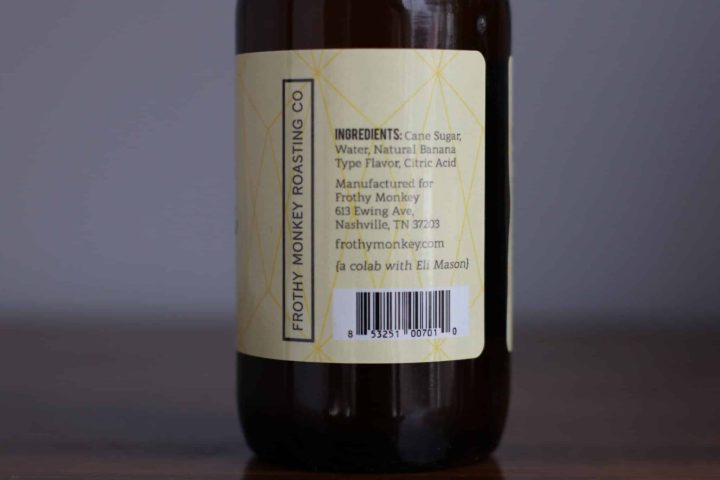 FROTHY MONKEY ROASTING CO
INGREDIENTS: Cane Sugar,
Water, Natural Banana
Type Flavor, Citric Acid
Manufactured for
Frothy Monkey
613 Ewing Ave,
Nashville, TN 37203
frothymonkey.com
{a colab with Eli Mason}
8 53251 00701 0